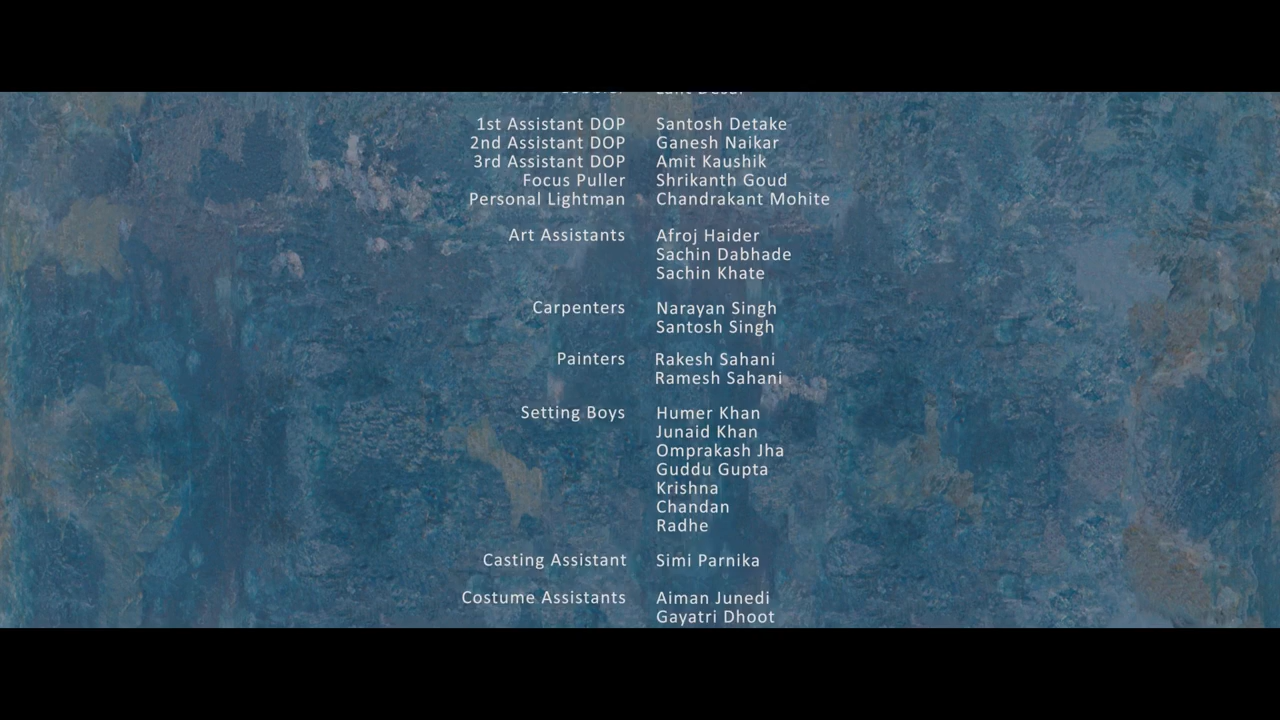 1st Assistant DOP Santosh Detake
2nd Assistant DOP Ganesh Naikar
3rd Assistant DOP Amit Kaushik
Focus Puller Shrikanth Goud
Personal Lightman Chandrakant Mohite
Art Assistants Afroj Haider
Sachin Dabhade
Sachin Khate
Carpenters Narayan Singh
Santosh Singh
Painters Rakesh Sahani
Ramesh Sahani
Setting Boys Humer Khan
Junaid Khan
Omprakash Jha
Guddu Gupta
Krishna
Chandan
Radhe
Casting Assistant Simi Parnika
Costume Assistants Aiman Junedi
Gayatri Dhoot